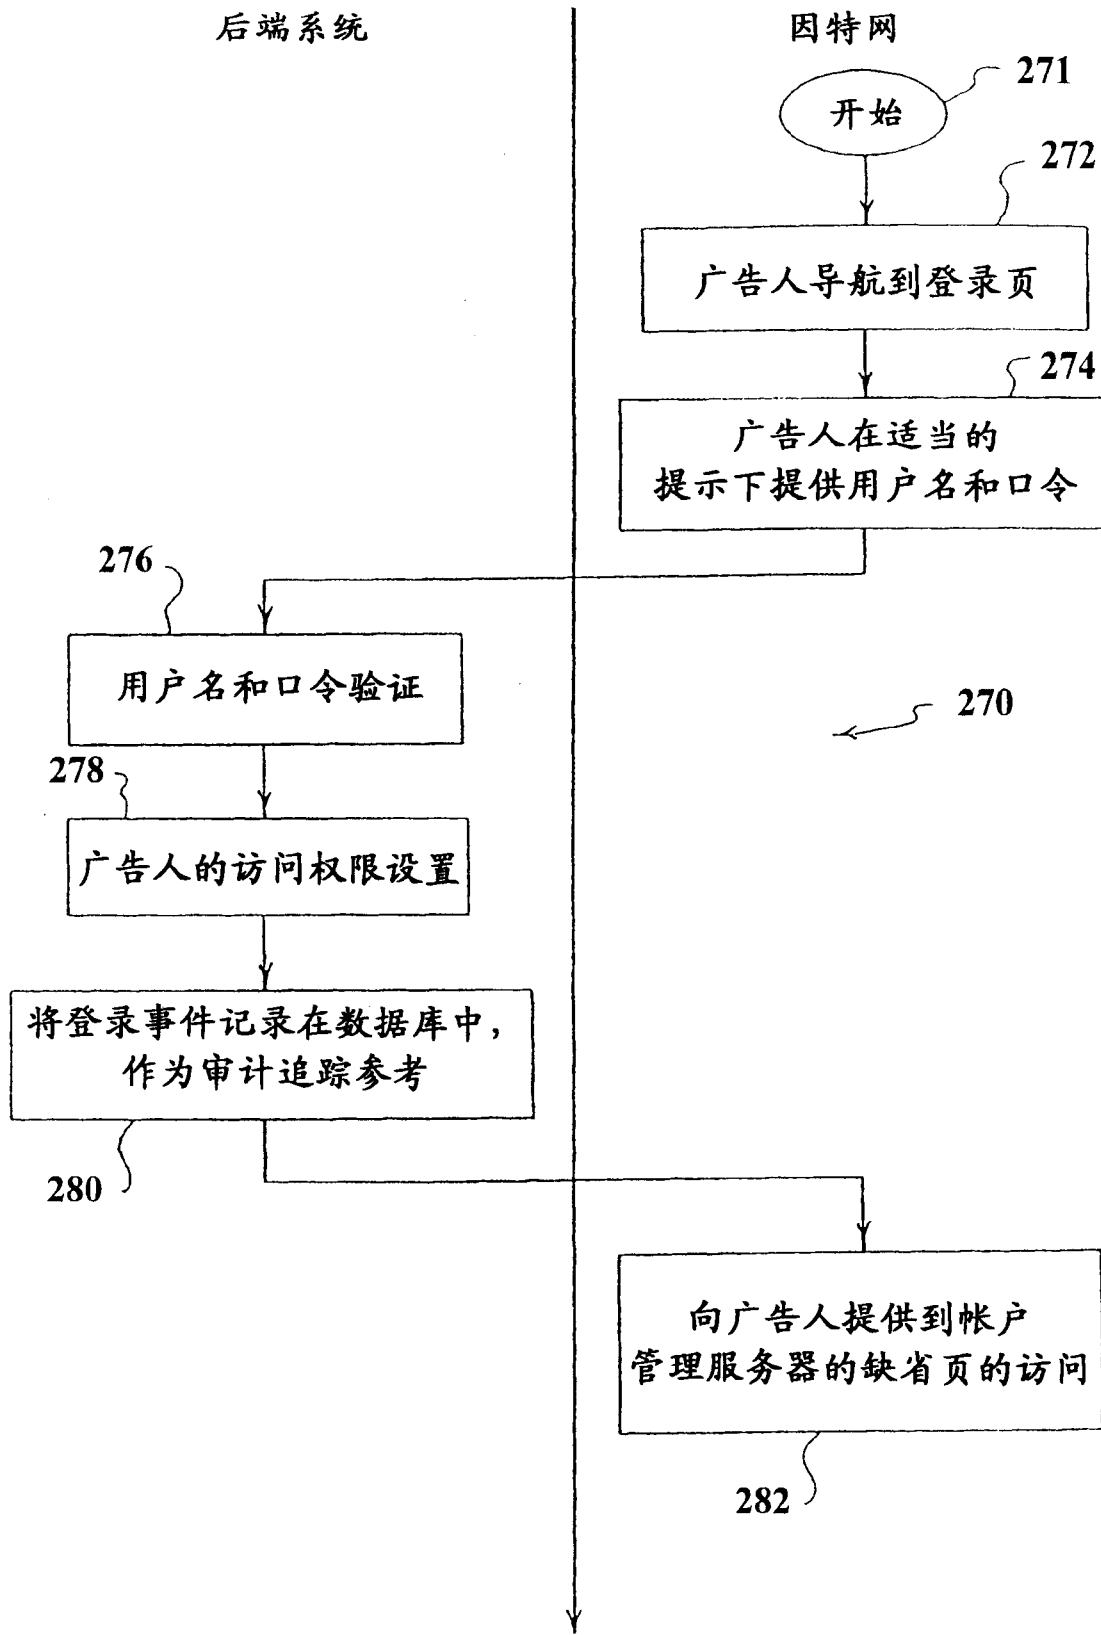 后端系统
因特网
271
开始
272
广告人导航到登录页
274
广告人在适当的
提示下提供用户名和口令
276
用户名和口令验证
270
278
广告人的访问权限设置
将登录事件记录在数据库中，
作为审计追踪参考
280
向广告人提供到帐户
管理服务器的缺省页的访问
282